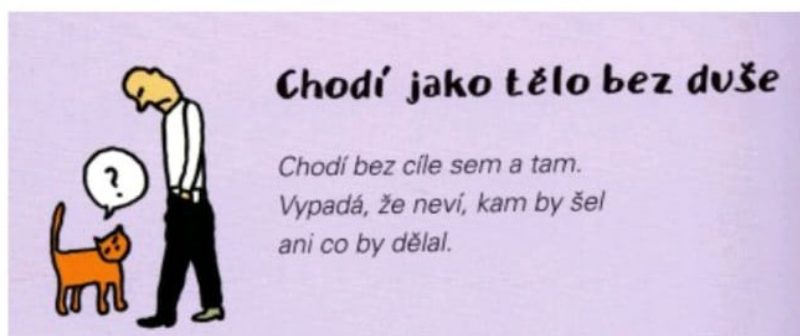 Chodí jako tělo bez duše
?
Chodí bez cíle sem a tam.
Vypadá, že neví, kam by šel
ani co by dělal.